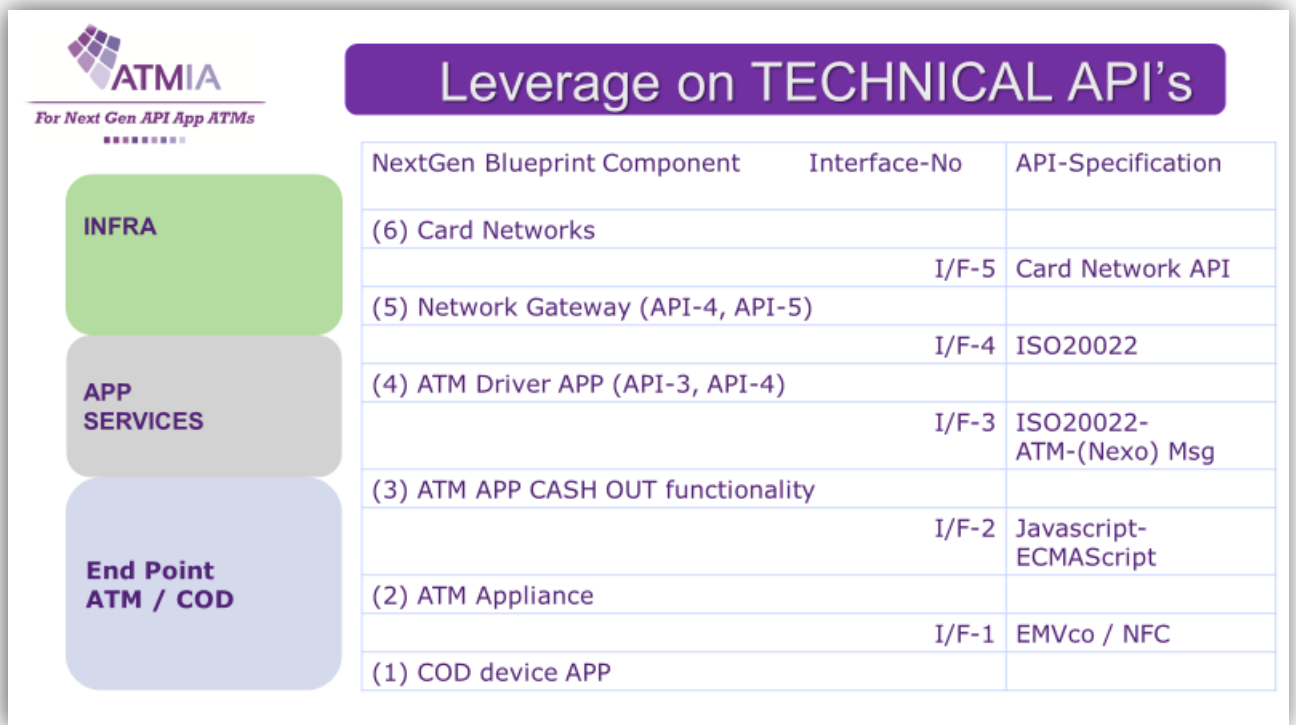 ATMIA
For Next Gen API App ATMs
Leverage on TECHNICAL API's
INFRA
APP
SERVICES
End Point
ATM / COD
NextGen Blueprint Component Interface-No API-Specification
(6) Card Networks
I/F-5 Card Network API
(5) Network Gateway (API-4, API-5)
I/F-4 ISO20022
(4) ATM Driver APP (API-3, API-4)
I/F-3 ISO20022-
ATM-(Nexo) Msg
(3) ATM APP CASH OUT functionality
I/F-2 Javascript-
ECMAScript
(2) ATM Appliance
I/F-1 EMVco / NFC
(1) COD device APP